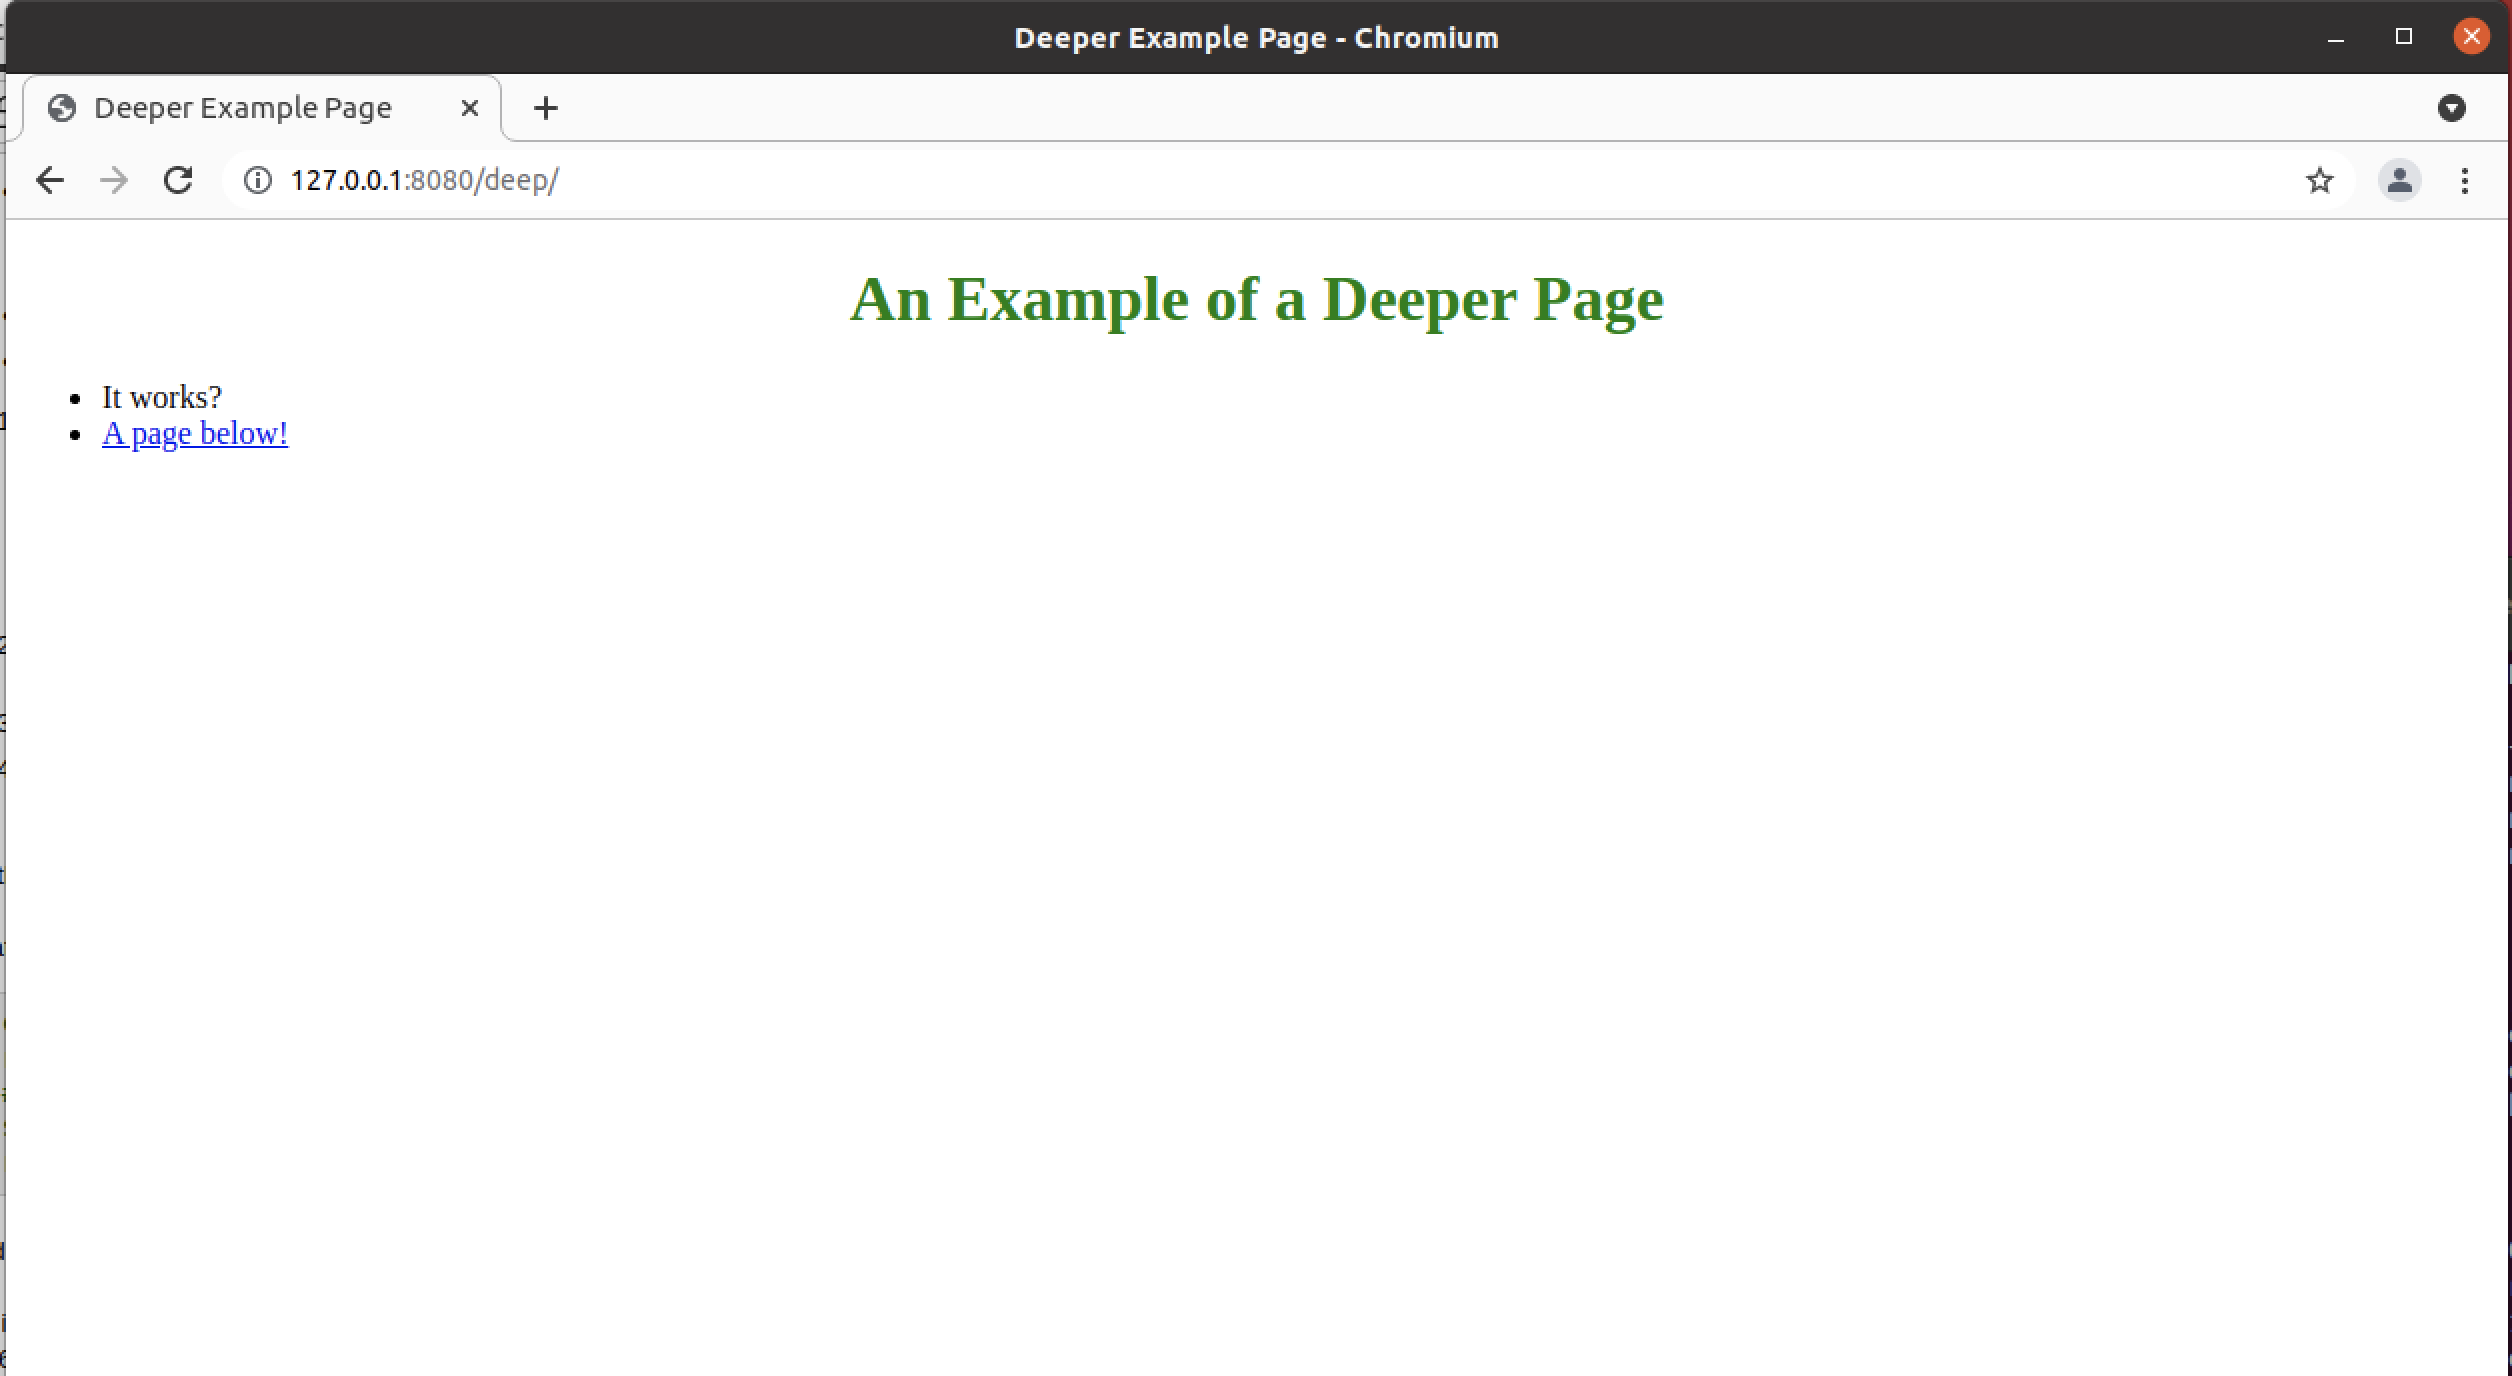 Deeper Example Page - Chromium
Deeper Example Page
127.0.0.1:8080/deep/
An Example of a Deeper Page
It works?
A page below!